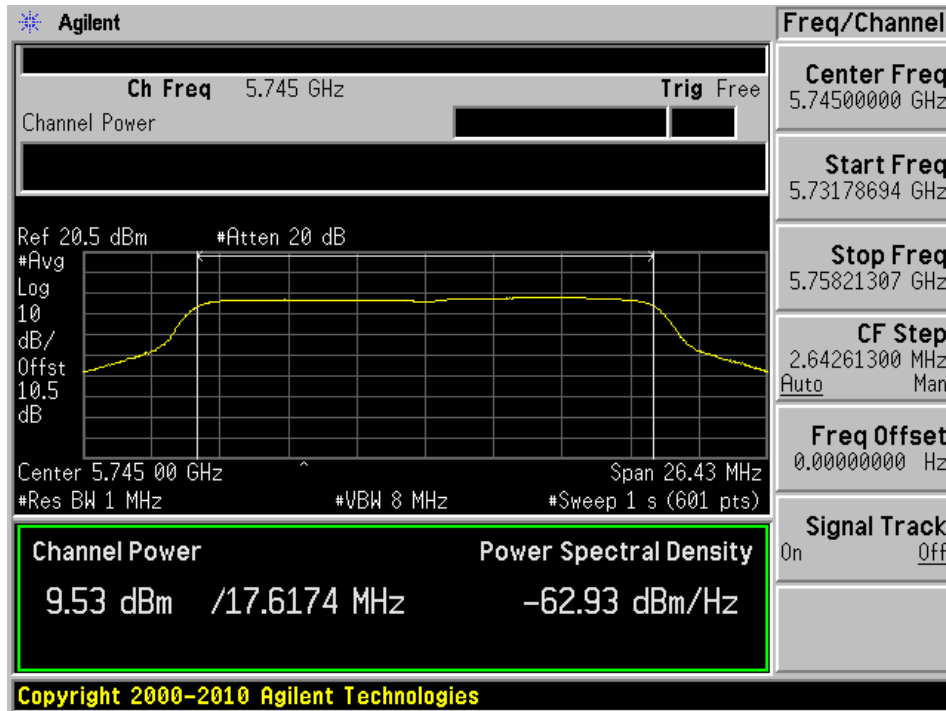 Agilent
Freq/Channel
Ch Freq 5.745 GHz Trig Free
Channel Power
Ref 20.5 dBm #Atten 20 dB
#Avg
Log
10
dB/
Offst
10.5
dB
Center 5.745 00 GHz Span 26.43 MHz
#Res BW 1 MHz #VBW 8 MHz #Sweep 1 s (601 pts)
Channel Power Power Spectral Density
9.53 dBm /17.6174 MHz -62.93 dBm/Hz
Copyright 2000-2010 Agilent Technologies
Center Freq
5.74500000 GHz
Start Freq
5.73178694 GHz
Stop Freq
5.75821307 GHz
CF Step
2.64261300 MHz
Auto Man
Freq Offset
0.00000000 Hz
Signal Track
On Off